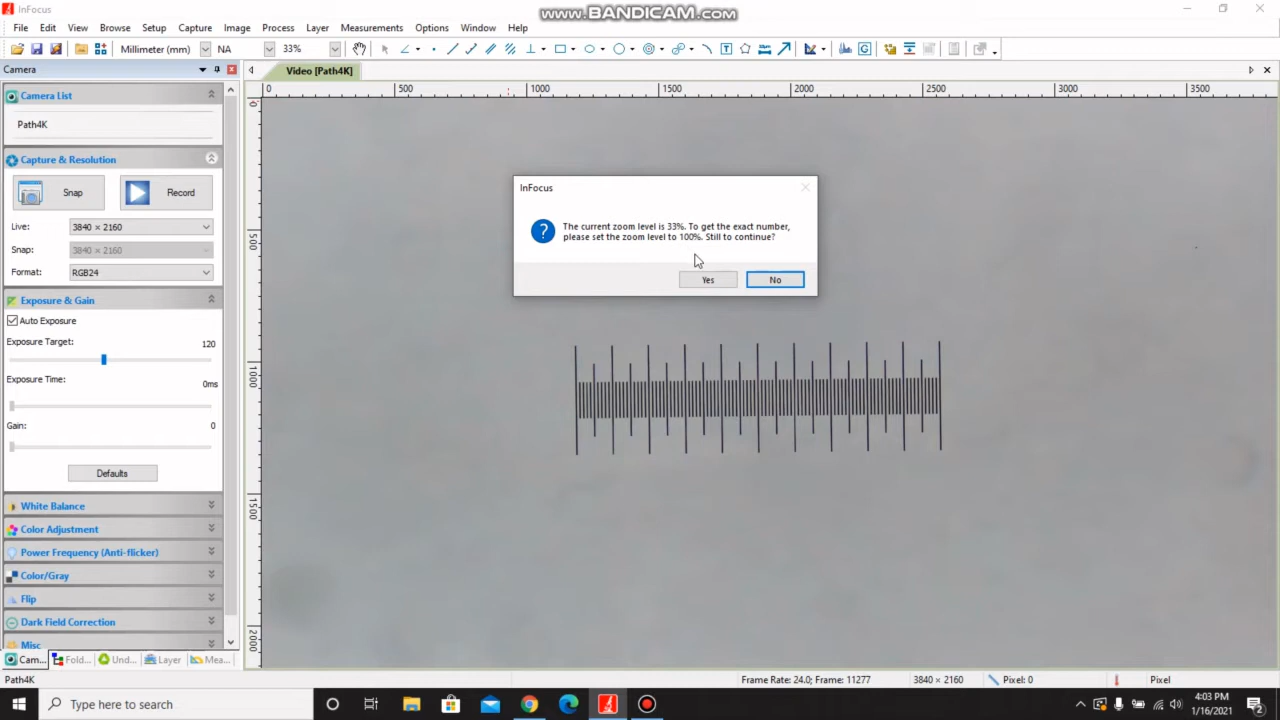 InFocus
www.BANDICAM.com
File Edit View Browse Setup Capture Image Process Layer Measurements Options Window Help
Millimeter (mm) NA 33%
Camera
Video [Path4K]
Camera List
0 500 1000 1500 2000 2500 3000 3500
0
500
1000
1500
2000
Path4K
Capture & Resolution
Snap Record
Live: 3840 × 2160
Snap: 3840 × 2160
Format: RGB24
Exposure & Gain
Auto Exposure
Exposure Target: 120
Exposure Time: 0ms
Gain: 0
Defaults
White Balance
Color Adjustment
Power Frequency (Anti-flicker)
Color/Gray
Flip
Dark Field Correction
Misc
Cam... Fold... Und... Layer Mea...
InFocus
The current zoom level is 33%. To get the exact number,
please set the zoom level to 100%. Still to continue?
Yes No
Path4K Frame Rate: 24.0; Frame: 11277 3840 × 2160 Pixel: 0 Pixel
Type here to search
4:03 PM
1/16/2021
2